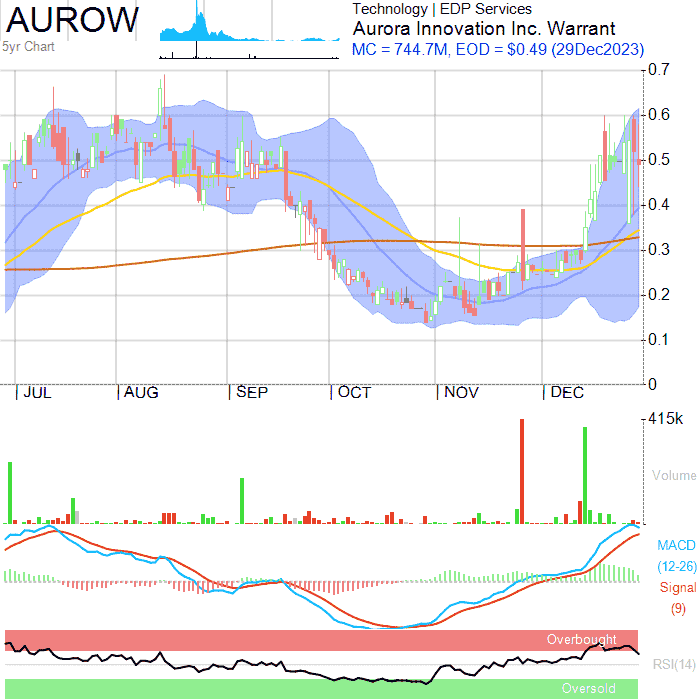 AUROW
5yr Chart
Technology | EDP Services
Aurora Innovation Inc. Warrant
MC = 744.7M, EOD = $0.49 (29Dec2023)
0.7
0.6
0.5
0.4
0.3
0.2
0.1
0
JUL AUG SEP OCT NOV DEC
415k
Volume
MACD
(12-26)
Signal
(9)
Overbought
RSI(14)
Oversold